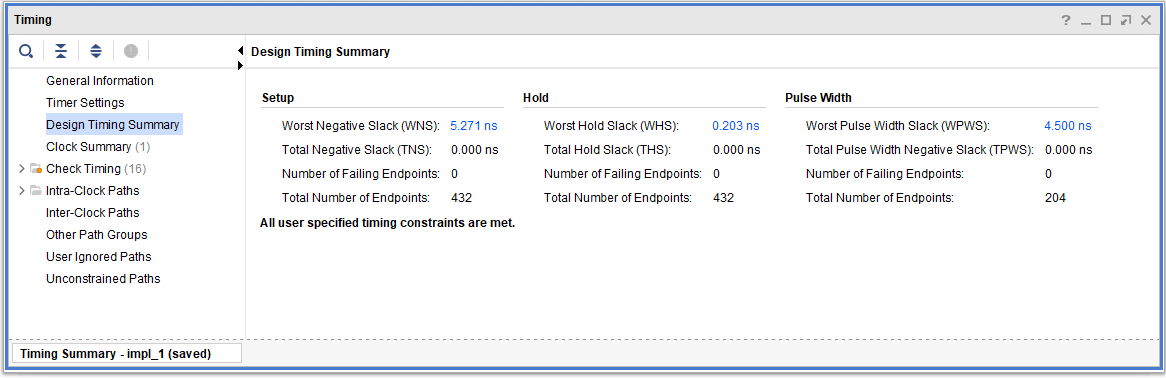 Timing
Design Timing Summary
General Information
Timer Settings
Design Timing Summary
Clock Summary (1)
Check Timing (16)
Intra-Clock Paths
Inter-Clock Paths
Other Path Groups
User Ignored Paths
Unconstrained Paths
Setup Hold Pulse Width
Worst Negative Slack (WNS): 5.271 ns Worst Hold Slack (WHS): 0.203 ns Worst Pulse Width Slack (WPWS): 4.500 ns
Total Negative Slack (TNS): 0.000 ns Total Hold Slack (THS): 0.000 ns Total Pulse Width Negative Slack (TPWS): 0.000 ns
Number of Failing Endpoints: 0 Number of Failing Endpoints: 0 Number of Failing Endpoints: 0
Total Number of Endpoints: 432 Total Number of Endpoints: 432 Total Number of Endpoints: 204
All user specified timing constraints are met.
Timing Summary - impl_1 (saved)